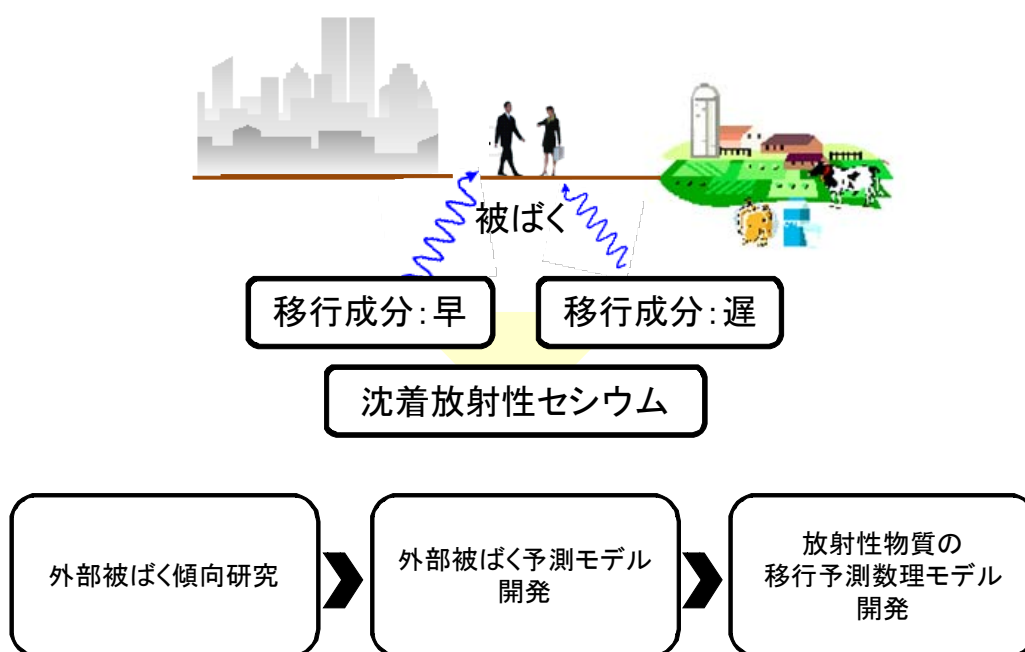 被ばく
移行成分：早
移行成分：遅
沈着放射性セシウム
外部被ばく傾向研究
外部被ばく予測モデル
開発
放射性物質の
移行予測数理モデル
開発